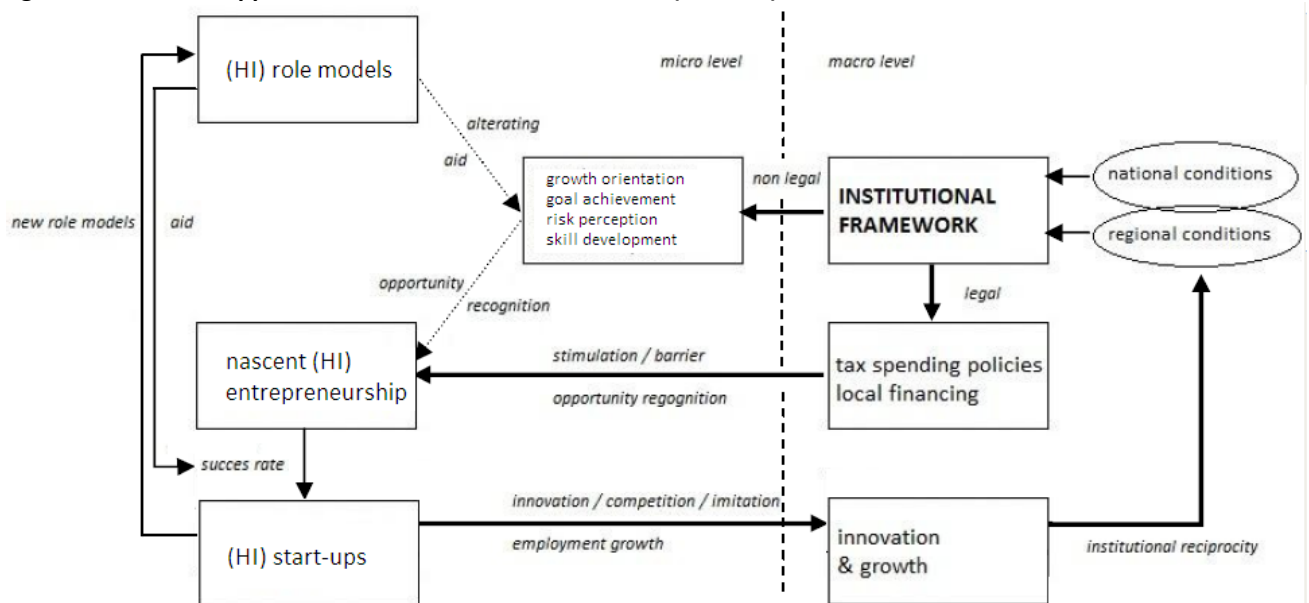 (HI) role models
micro level
macro level
alterating
aid
growth orientation
goal achievement
risk perception
skill development
non legal
INSTITUTIONAL
FRAMEWORK
national conditions
regional conditions
new role models
aid
opportunity
recognition
legal
nascent (HI)
entrepreneurship
stimulation / barrier
opportunity regognition
tax spending policies
local financing
succes rate
(HI) start-ups
innovation / competition / imitation
employment growth
innovation
& growth
institutional reciprocity